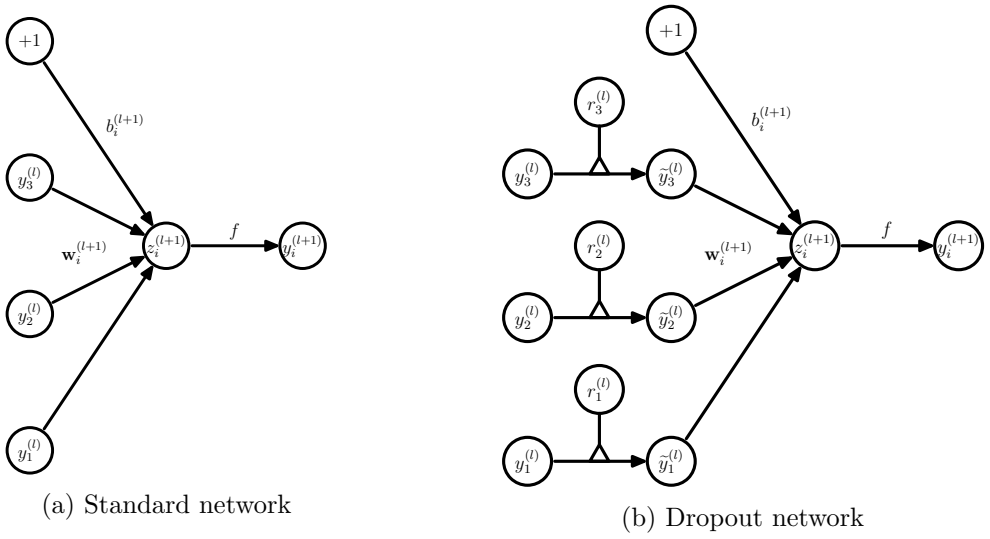 +1
b_i^{(l+1)}
y_3^{(l)}
w_i^{(l+1)}
z_i^{(l+1)}
f
y_i^{(l+1)}
y_2^{(l)}
y_1^{(l)}
(a) Standard network
+1
b_i^{(l+1)}
r_3^{(l)}
y_3^{(l)}
ỹ_3^{(l)}
r_2^{(l)}
w_i^{(l+1)}
z_i^{(l+1)}
f
y_i^{(l+1)}
y_2^{(l)}
ỹ_2^{(l)}
r_1^{(l)}
y_1^{(l)}
ỹ_1^{(l)}
(b) Dropout network